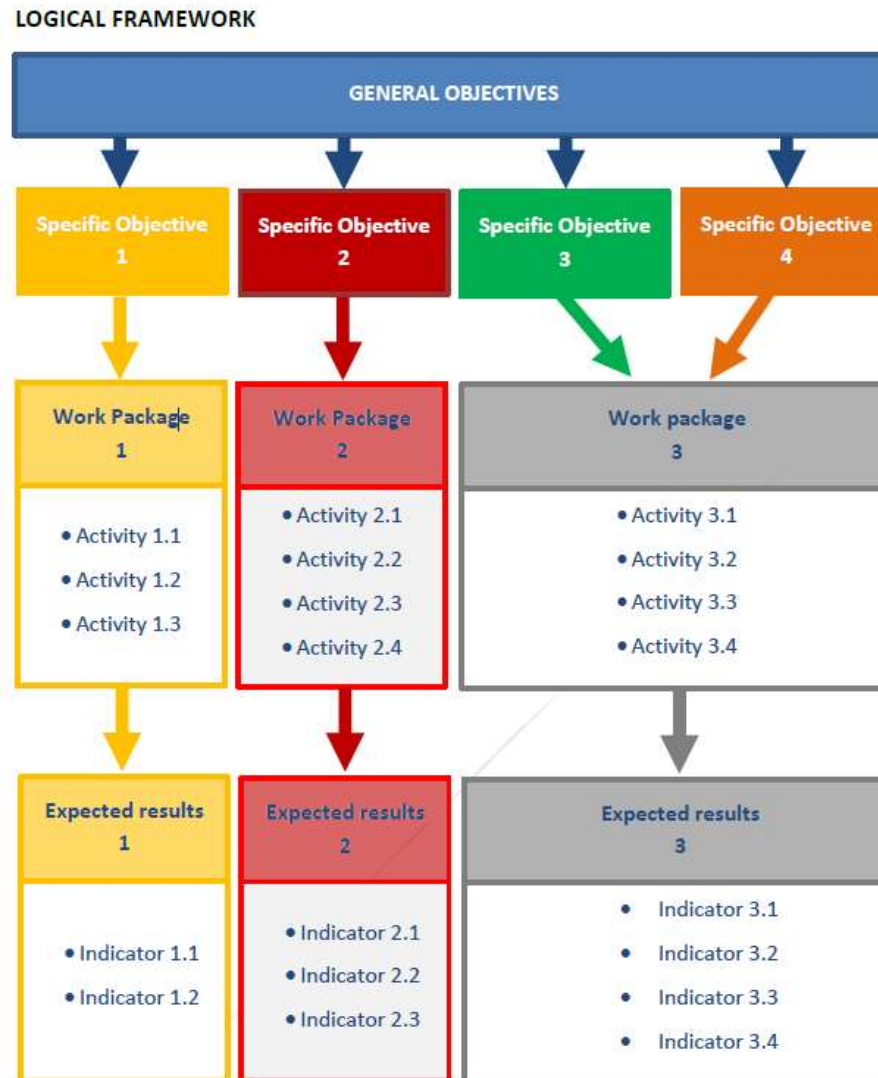 LOGICAL FRAMEWORK
GENERAL OBJECTIVES
Specific Objective
1
Specific Objective
2
Specific Objective
3
Specific Objective
4
Work Package
1
Work Package
2
Work package
3
• Activity 1.1
• Activity 1.2
• Activity 1.3
• Activity 2.1
• Activity 2.2
• Activity 2.3
• Activity 2.4
• Activity 3.1
• Activity 3.2
• Activity 3.3
• Activity 3.4
Expected results
1
Expected results
2
Expected results
3
• Indicator 1.1
• Indicator 1.2
• Indicator 2.1
• Indicator 2.2
• Indicator 2.3
• Indicator 3.1
• Indicator 3.2
• Indicator 3.3
• Indicator 3.4